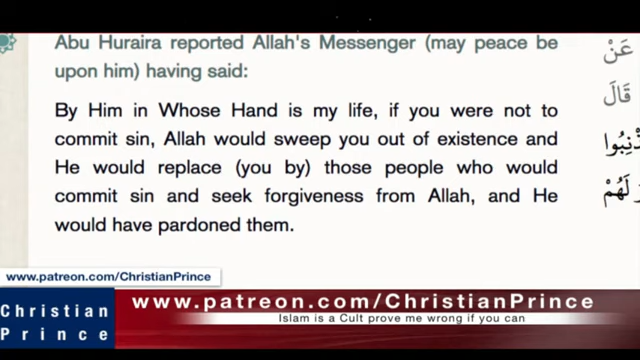 Abu Huraira reported Allah's Messenger (may peace be
upon him) having said:
عَنْ
قَالَ
By Him in Whose Hand is my life, if you were not to
commit sin, Allah would sweep you out of existence and
He would replace (you by) those people who would
commit sin and seek forgiveness from Allah, and He
would have pardoned them.
لَهُمْ
www.patreon.com/ChristianPrince
Christian
Prince
www.patreon.com/ChristianPrince
Islam is a Cult prove me wrong if you can